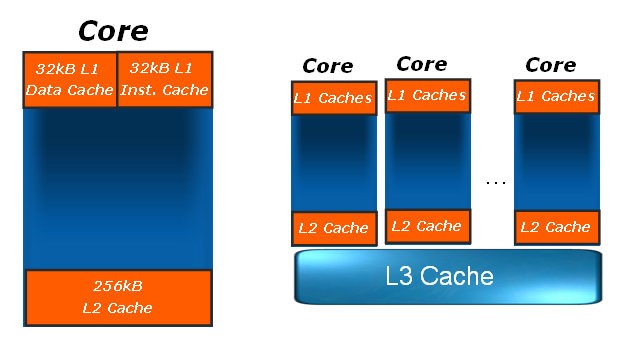 Core
32kB L1
Data Cache
32kB L1
Inst. Cache
256kB
L2 Cache
Core
Core
Core
L1 Caches
L1 Caches
L1 Caches
...
L2 Cache
L2 Cache
L2 Cache
L3 Cache